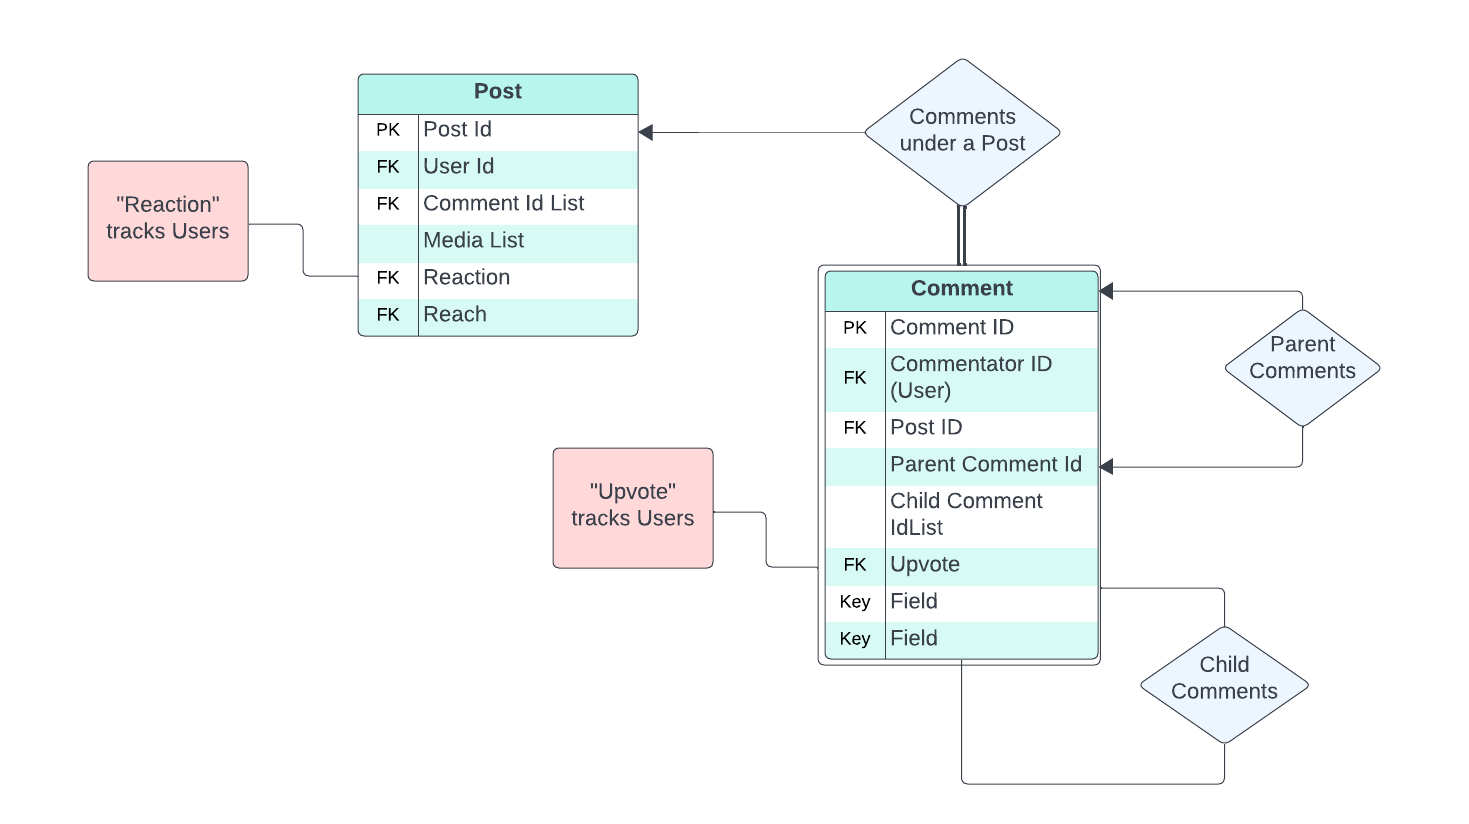 Post
PK Post Id
FK User Id
FK Comment Id List
Media List
FK Reaction
FK Reach
"Reaction"
tracks Users
Comments
under a Post
Comment
PK Comment ID
FK Commentator ID
(User)
FK Post ID
Parent Comment Id
Child Comment
IdList
FK Upvote
Key Field
Key Field
Parent
Comments
"Upvote"
tracks Users
Child
Comments